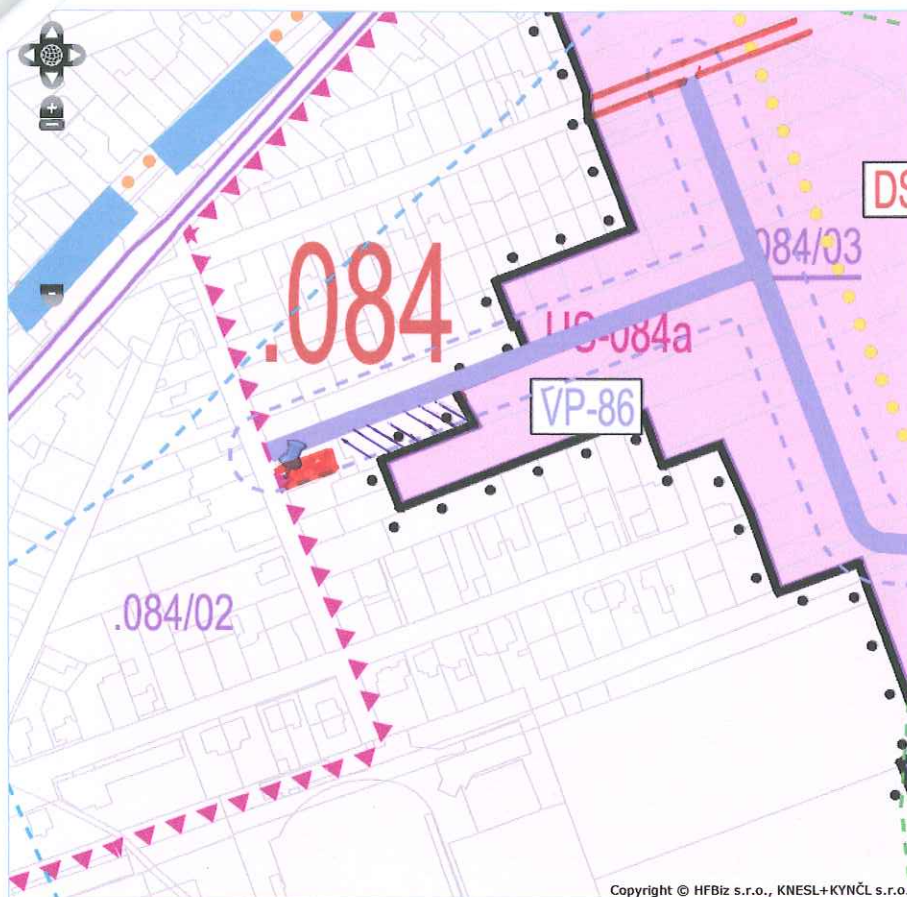 DS
.084
084/03
US-084a
VP-86
.084/02
Copyright © HFBiz s.r.o., KNESL+KYNČL s.r.o.